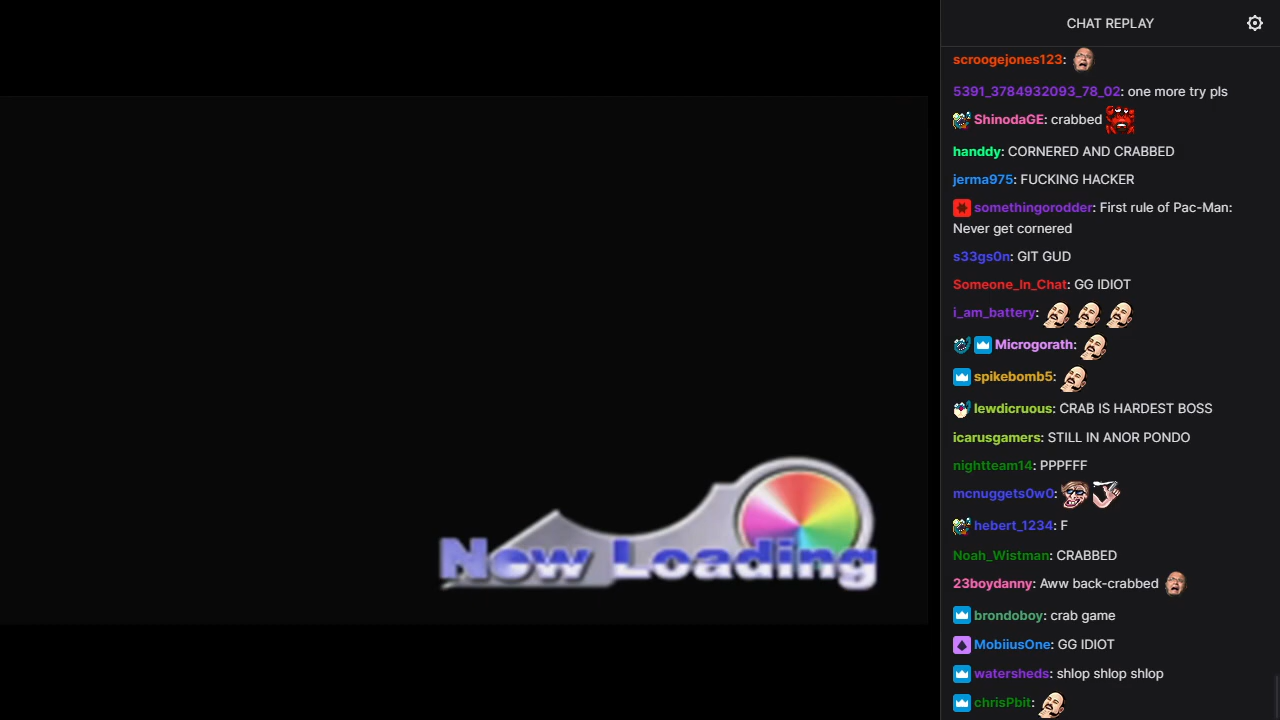 CHAT REPLAY
scroogejones123:
5391_3784932093_78_02: one more try pls
ShinodaGE: crabbed
handdy: CORNERED AND CRABBED
jerma975: FUCKING HACKER
somethingorodder: First rule of Pac-Man:
Never get cornered
s33gs0n: GIT GUD
Someone_In_Chat: GG IDIOT
i_am_battery:
Microgorath:
spikebomb5:
lewdicruous: CRAB IS HARDEST BOSS
icarusgamers: STILL IN ANOR PONDO
nightteam14: PPPFFF
mcnuggets0w0:
hebert_1234: F
Noah_Wistman: CRABBED
23boydanny: Aww back-crabbed
brondoboy: crab game
MobiiusOne: GG IDIOT
watersheds: shlop shlop shlop
chrisPbit:
Now Loading